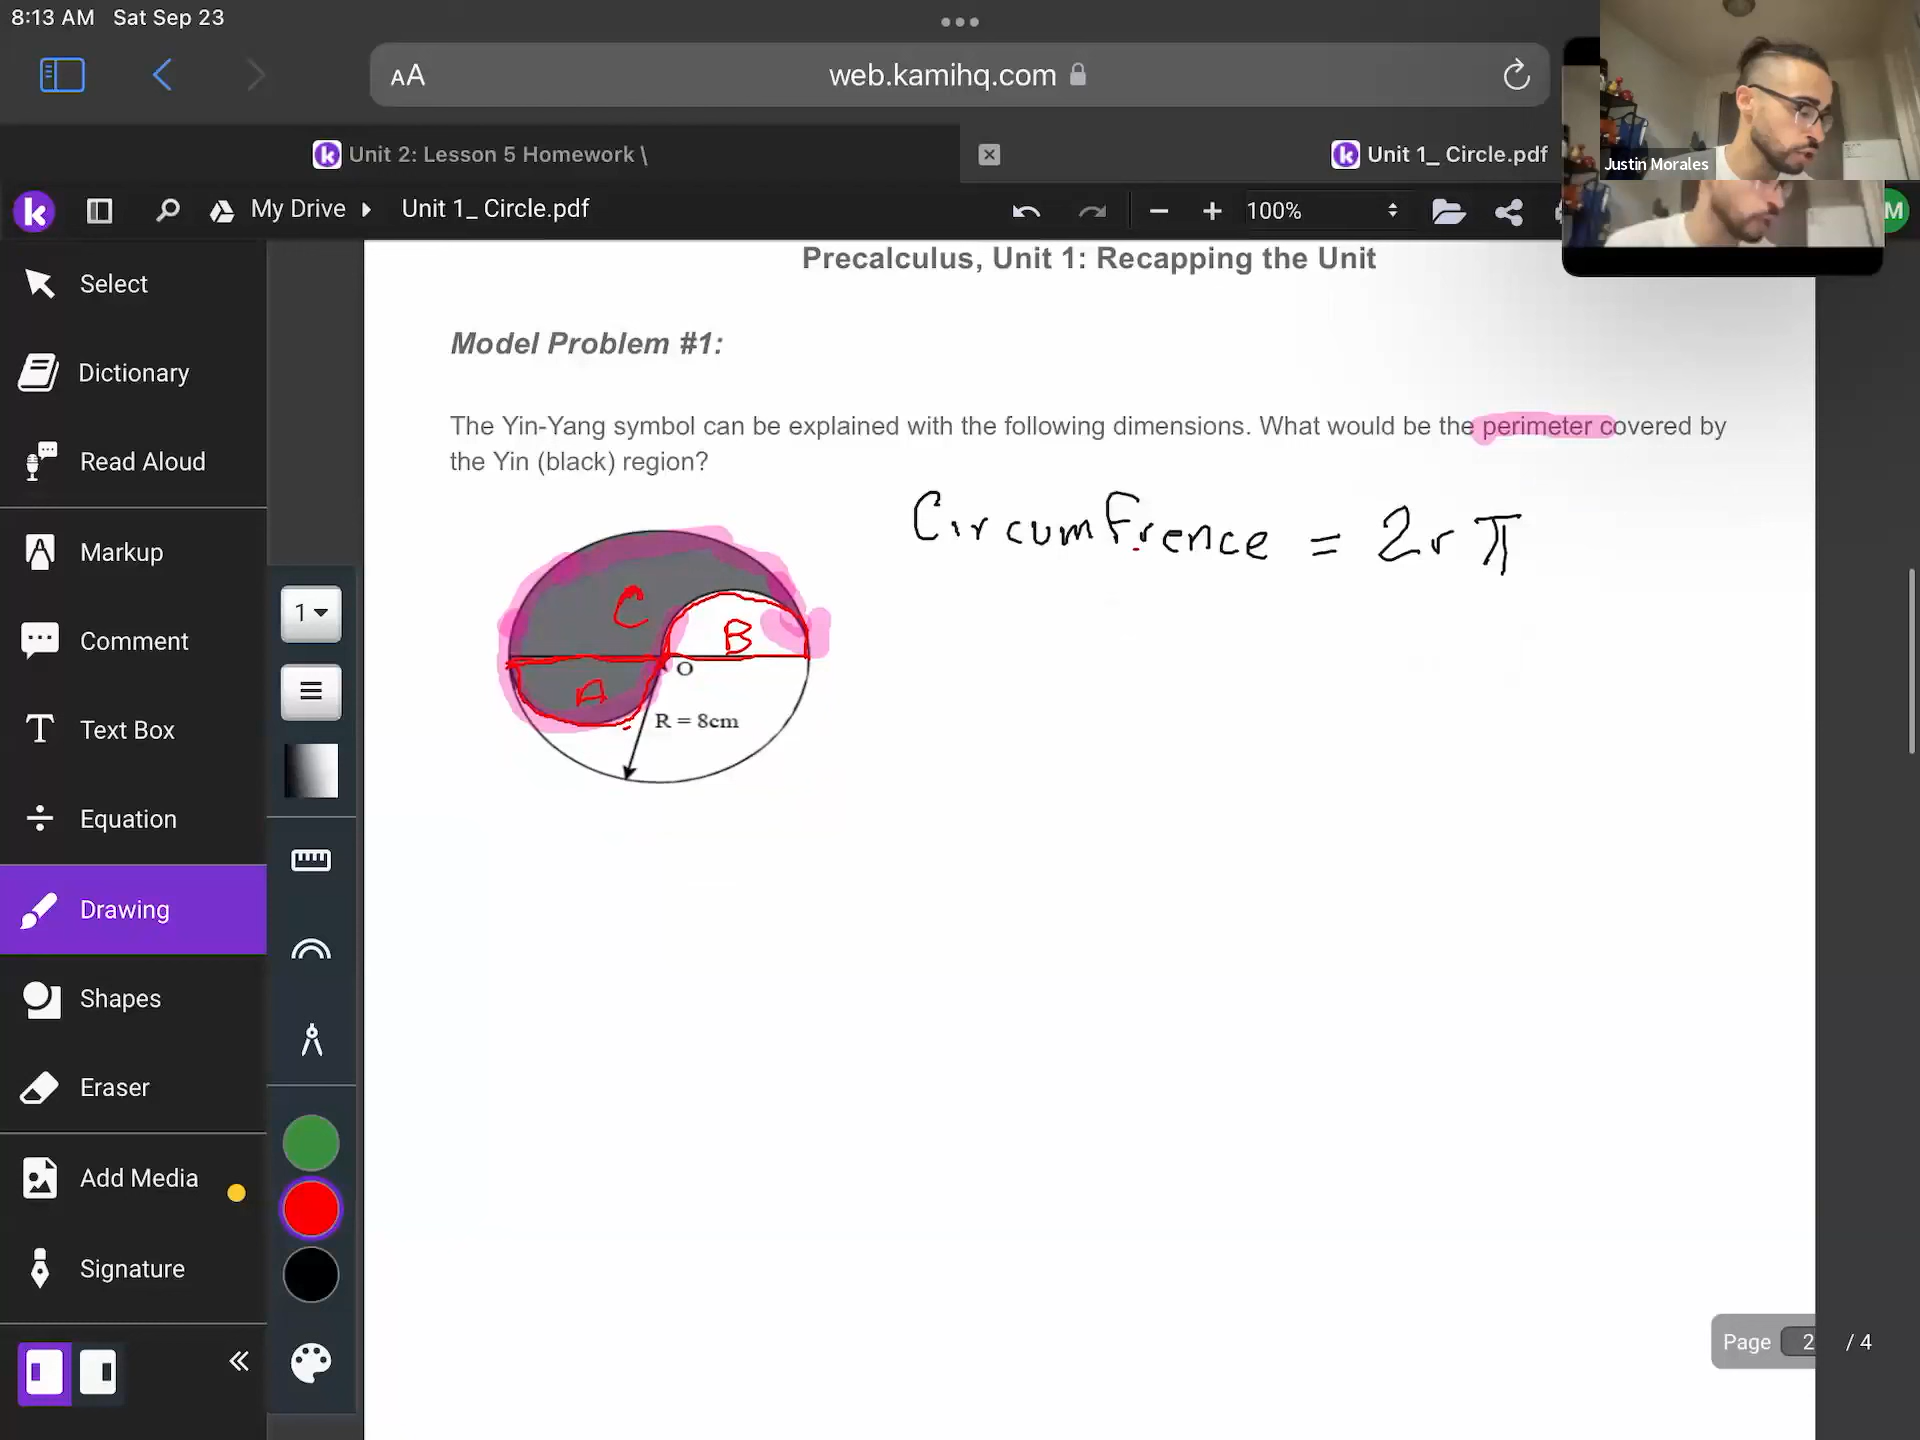 8:13 AM Sat Sep 23
AA
web.kamihq.com
Unit 2: Lesson 5 Homework \
Unit 1_ Circle.pdf
Justin Morales
My Drive
Unit 1_ Circle.pdf
100%
M
Select
Dictionary
Read Aloud
Markup
Comment
Text Box
Equation
Drawing
Shapes
Eraser
Add Media
Signature
1
Precalculus, Unit 1: Recapping the Unit
Model Problem #1:
The Yin-Yang symbol can be explained with the following dimensions. What would be the perimeter covered by
the Yin (black) region?
Circumfrence = 2r π
C
B
A
O
R = 8cm
Page 2 / 4